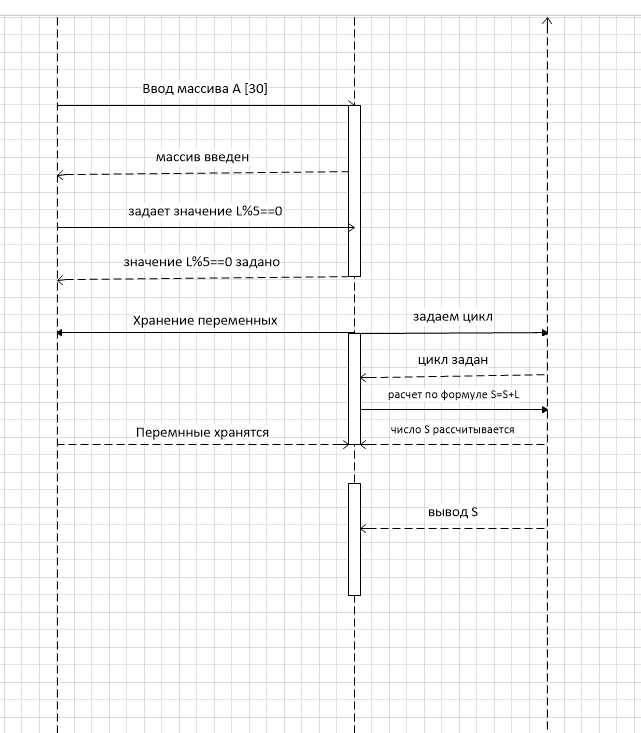 Ввод массива А [30]
массив введен
задает значение L%5==0
значение L%5==0 задано
Хранение переменных
задаем цикл
цикл задан
расчет по формуле S=S+L
Перемнные хранятся
число S рассчитывается
вывод S